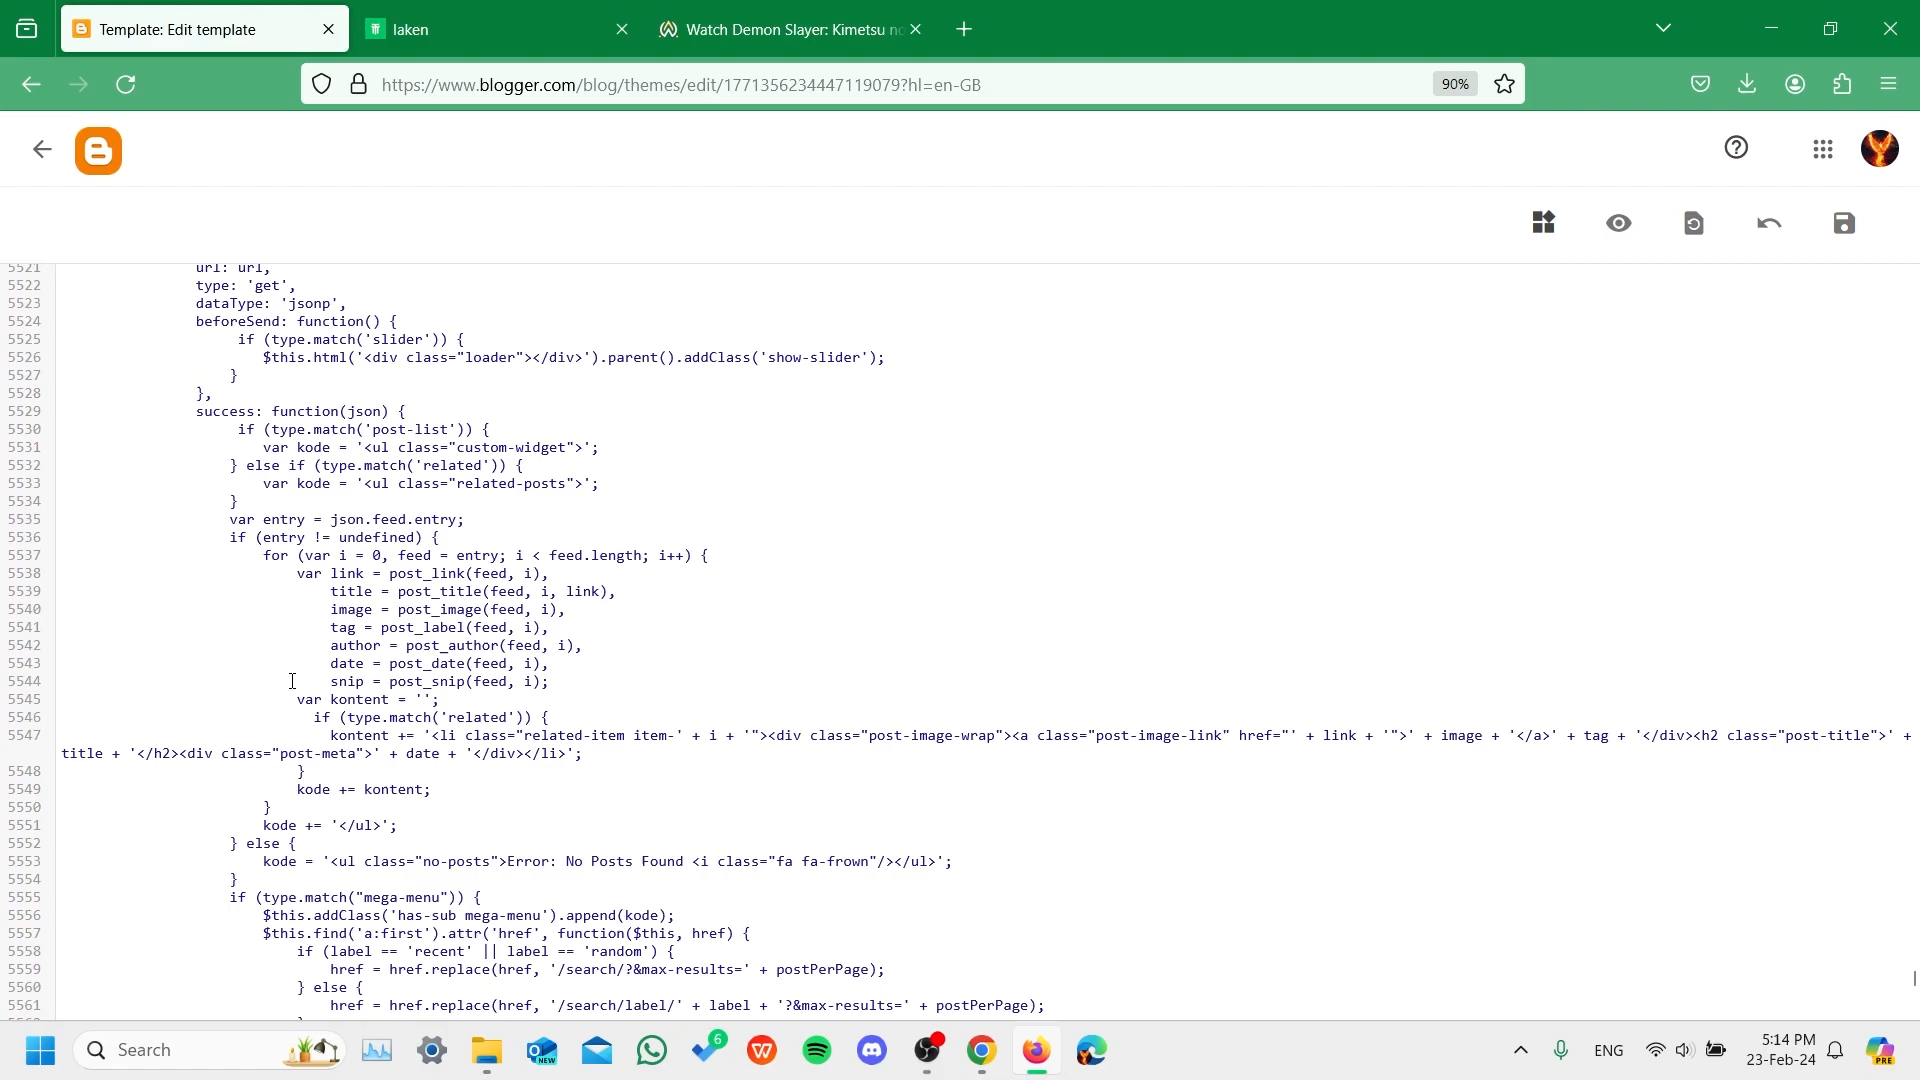 Template: Edit template
laken
Watch Demon Slayer: Kimetsu no
https://www.blogger.com/blog/themes/edit/1771356234447119079?hl=en-GB
90%
5521 url: url,
5522 type: 'get',
5523 dataType: 'jsonp',
5524 beforeSend: function() {
5525 if (type.match('slider')) {
5526 $this.html('<div class="loader"></div>').parent().addClass('show-slider');
5527 }
5528 },
5529 success: function(json) {
5530 if (type.match('post-list')) {
5531 var kode = '<ul class="custom-widget">';
5532 } else if (type.match('related')) {
5533 var kode = '<ul class="related-posts">';
5534 }
5535 var entry = json.feed.entry;
5536 if (entry != undefined) {
5537 for (var i = 0, feed = entry; i < feed.length; i++) {
5538 var link = post_link(feed, i),
5539 title = post_title(feed, i, link),
5540 image = post_image(feed, i),
5541 tag = post_label(feed, i),
5542 author = post_author(feed, i),
5543 date = post_date(feed, i),
5544 snip = post_snip(feed, i);
5545 var kontent = '';
5546 if (type.match('related')) {
5547 kontent += '<li class="related-item item-' + i + '"><div class="post-image-wrap"><a class="post-image-link" href="' + link + '">' + image + '</a>' + tag + '</div><h2 class="post-title">' +
title + '</h2><div class="post-meta">' + date + '</div></li>';
5548 }
5549 kode += kontent;
5550 }
5551 kode += '</ul>';
5552 } else {
5553 kode = '<ul class="no-posts">Error: No Posts Found <i class="fa fa-frown"/></ul>';
5554 }
5555 if (type.match("mega-menu")) {
5556 $this.addClass('has-sub mega-menu').append(kode);
5557 $this.find('a:first').attr('href', function($this, href) {
5558 if (label == 'recent' || label == 'random') {
5559 href = href.replace(href, '/search/?&max-results=' + postPerPage);
5560 } else {
5561 href = href.replace(href, '/search/label/' + label + '?&max-results=' + postPerPage);
Search
NEW
6
ENG
5:14 PM
23-Feb-24
PRE